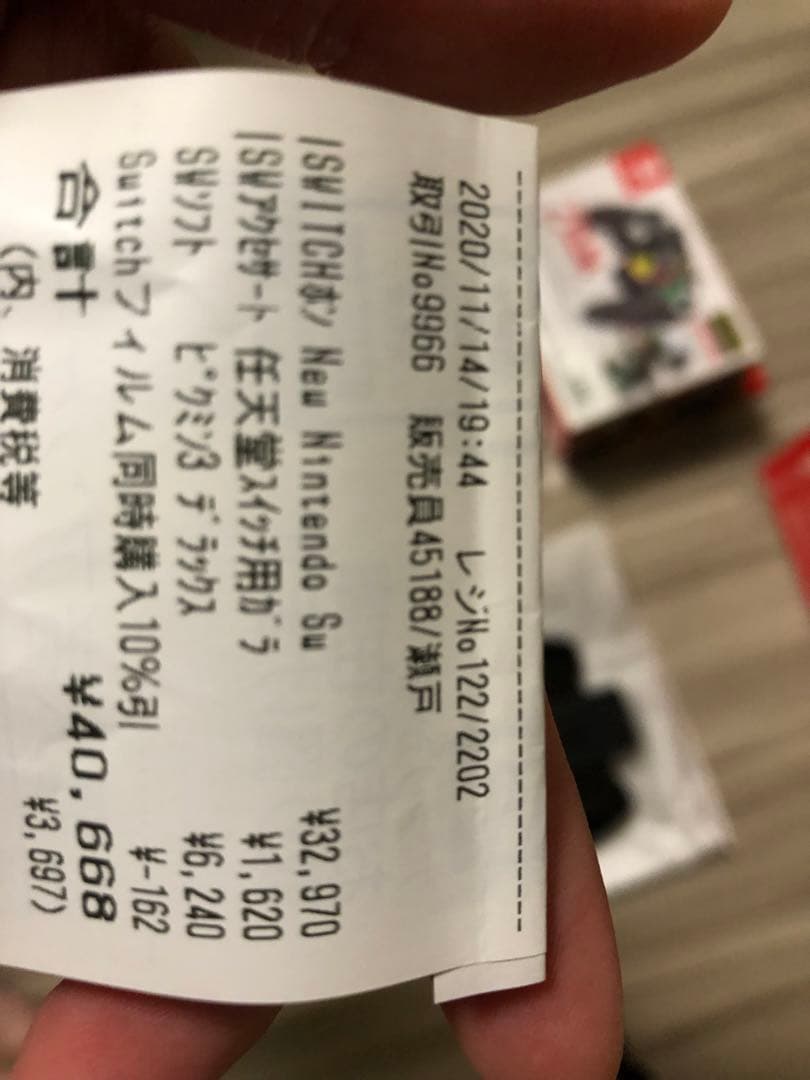 2020/11/14/19:44 レジNo122/2202
取引No9966 販売員45188/瀬戸
ISWITCHホン New Nintendo Sw ¥32,970
ISWアクセサート 任天堂スイッチ用ガラ ¥1,620
SWソフト ピクミン3 デラックス ¥6,240
Switchフィルム同時購入10%引 ¥-162
合計 ¥40,668
(内、消費税等 ¥3,697)